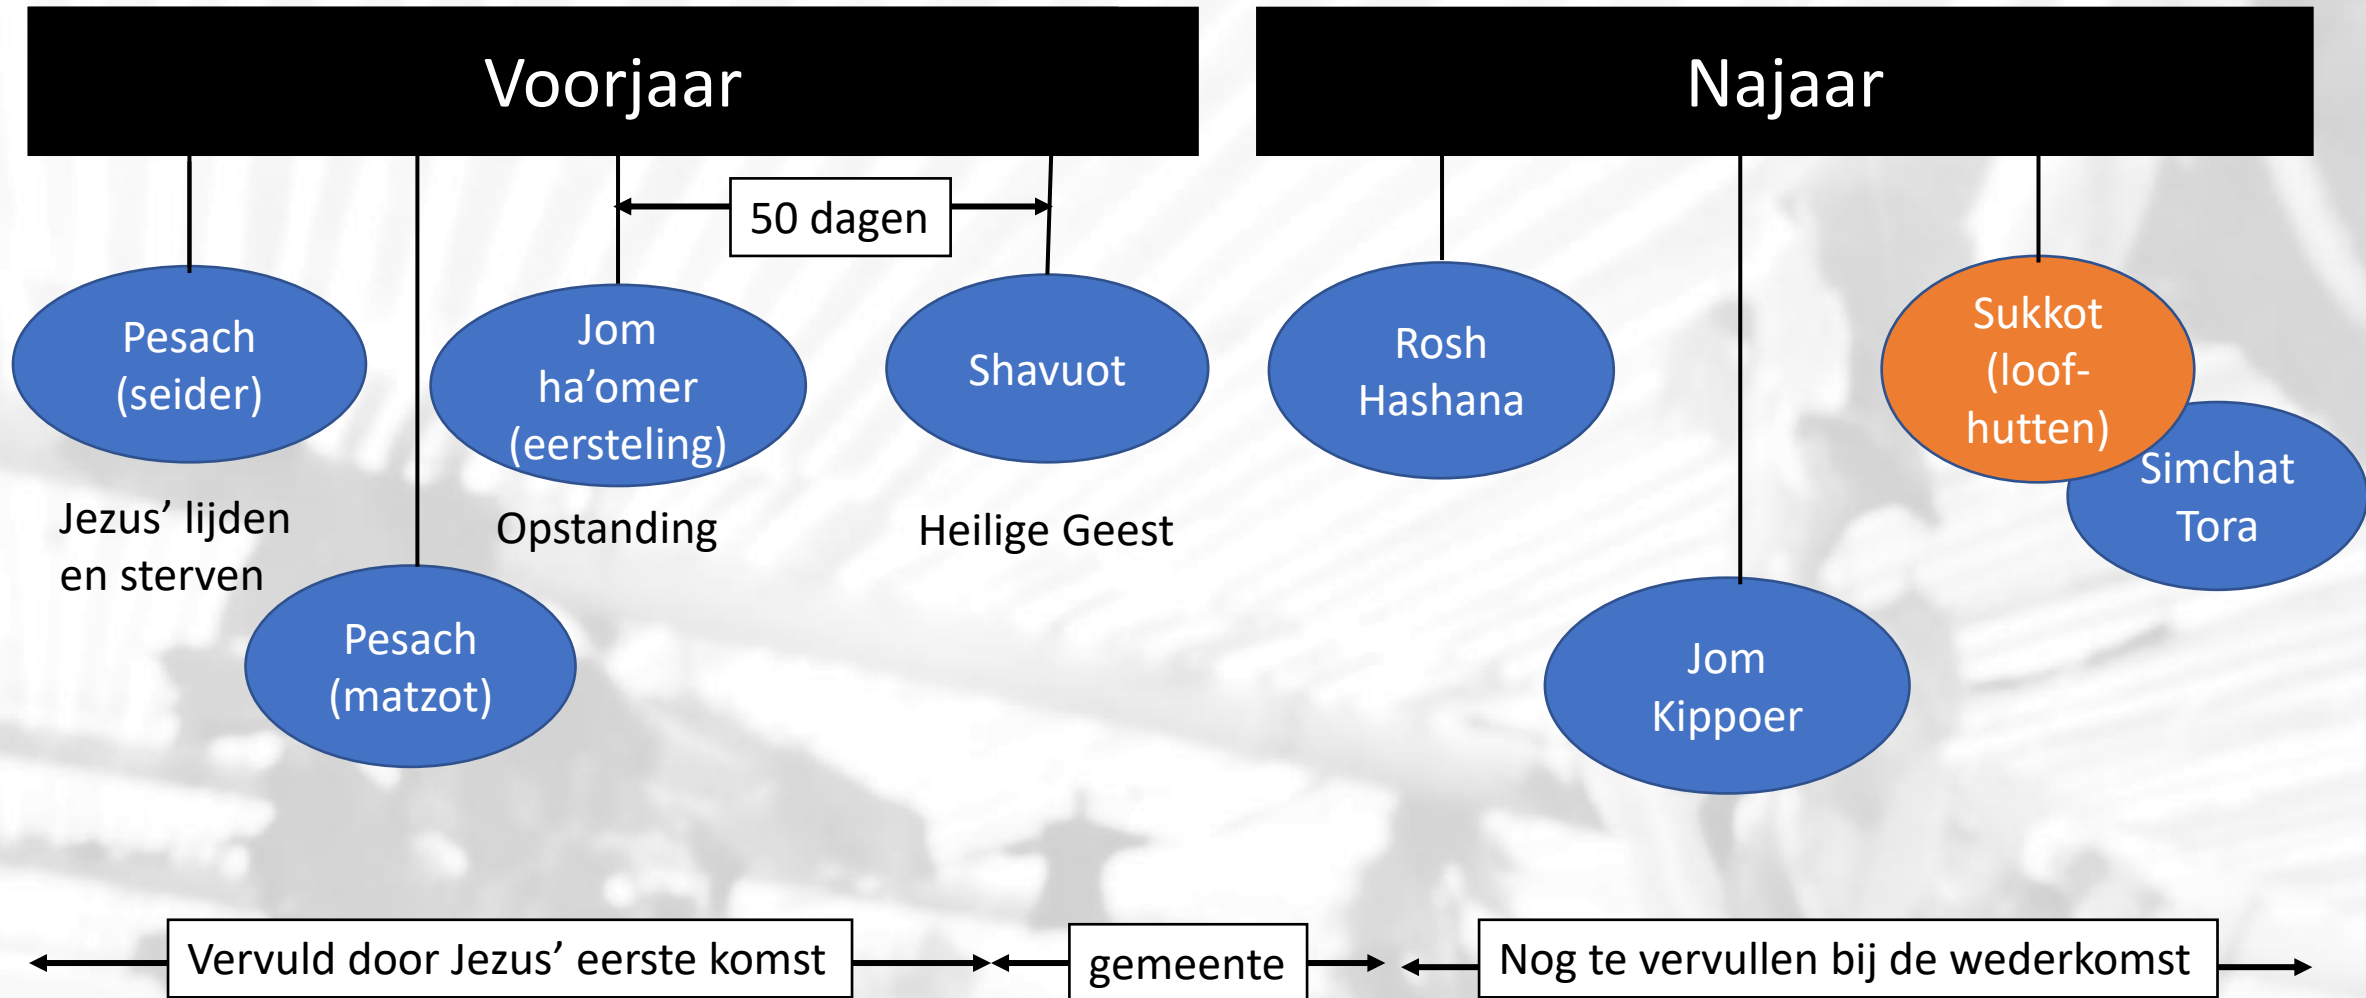 Voorjaar
Najaar
50 dagen
Pesach
(seider)
Jom
ha’omer
(eersteling)
Shavuot
Rosh
Hashana
Sukkot
(loof-
hutten)
Simchat
Tora
Jezus’ lijden
en sterven
Opstanding
Heilige Geest
Pesach
(matzot)
Jom
Kippoer
Vervuld door Jezus’ eerste komst
gemeente
Nog te vervullen bij de wederkomst